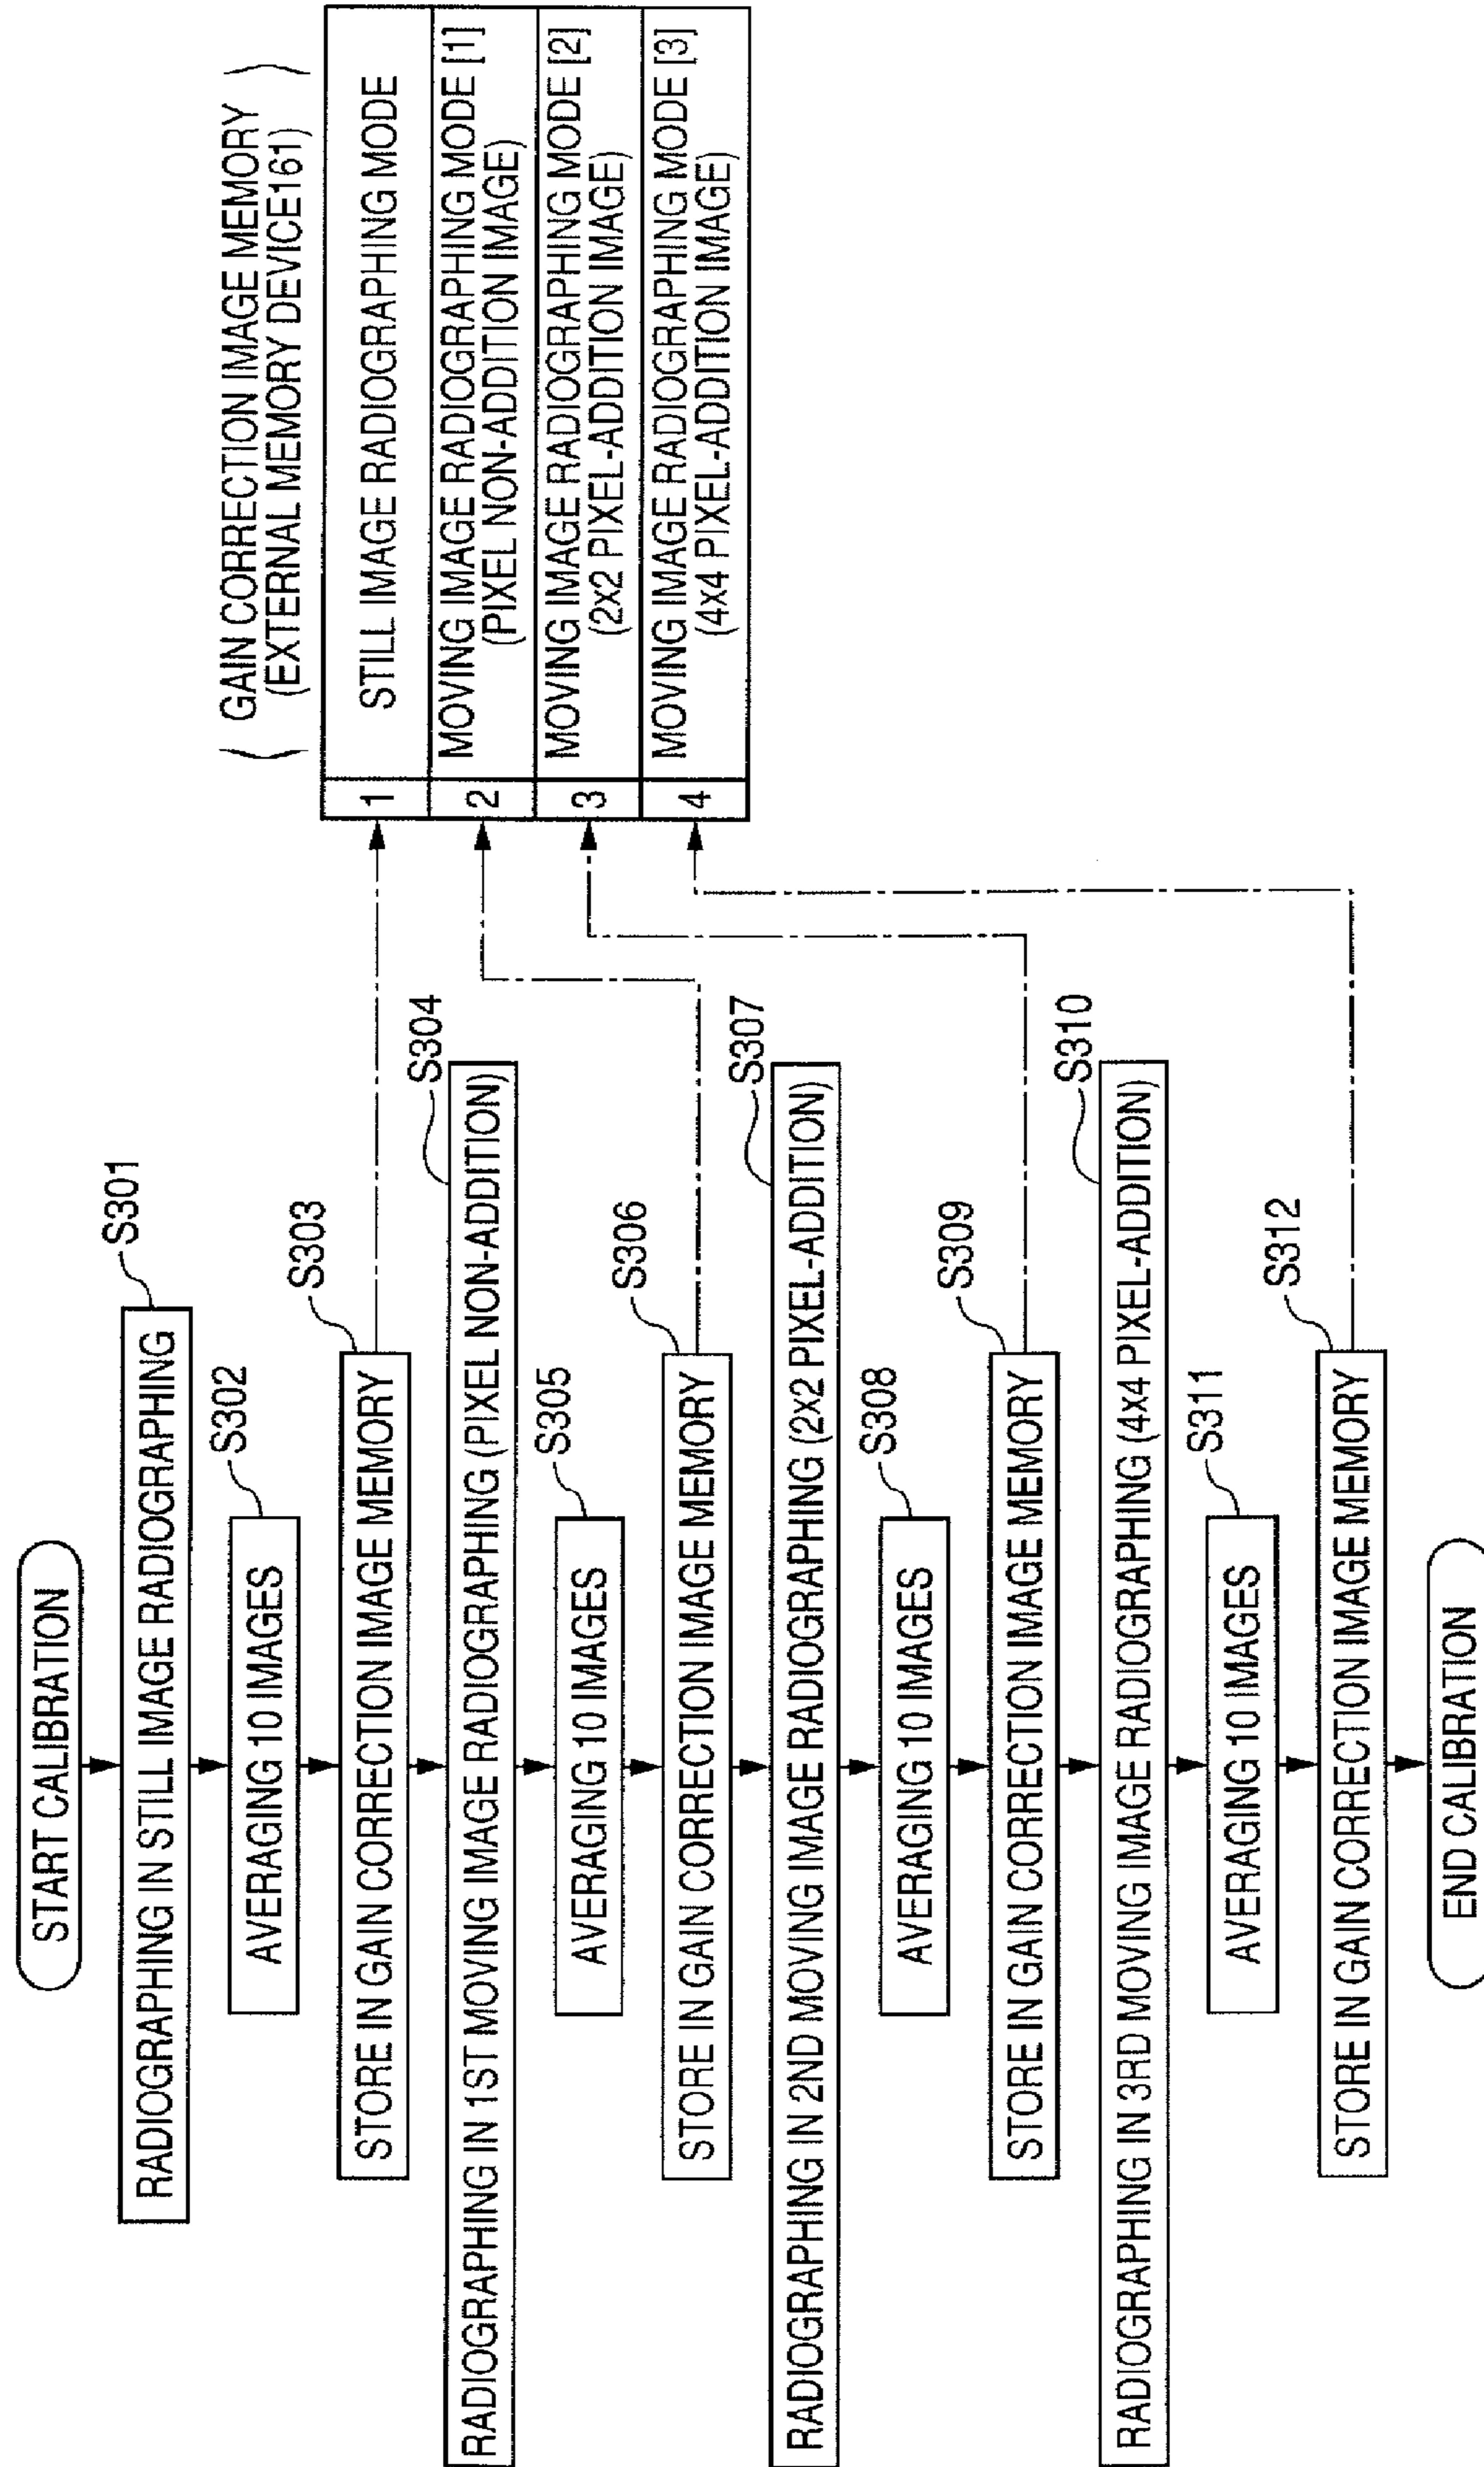 START CALIBRATION
RADIOGRAPHING IN STILL IMAGE RADIOGRAPHING
S301
AVERAGING 10 IMAGES
S302
STORE IN GAIN CORRECTION IMAGE MEMORY
S303
RADIOGRAPHING IN 1ST MOVING IMAGE RADIOGRAPHING (PIXEL NON-ADDITION)
S304
AVERAGING 10 IMAGES
S305
STORE IN GAIN CORRECTION IMAGE MEMORY
S306
RADIOGRAPHING IN 2ND MOVING IMAGE RADIOGRAPHING (2x2 PIXEL-ADDITION)
S307
AVERAGING 10 IMAGES
S308
STORE IN GAIN CORRECTION IMAGE MEMORY
S309
RADIOGRAPHING IN 3RD MOVING IMAGE RADIOGRAPHING (4x4 PIXEL-ADDITION)
S310
AVERAGING 10 IMAGES
S311
STORE IN GAIN CORRECTION IMAGE MEMORY
S312
END CALIBRATION
GAIN CORRECTION IMAGE MEMORY
(EXTERNAL MEMORY DEVICE161)
1 STILL IMAGE RADIOGRAPHING MODE
2 MOVING IMAGE RADIOGRAPHING MODE [1]
(PIXEL NON-ADDITION IMAGE)
3 MOVING IMAGE RADIOGRAPHING MODE [2]
(2x2 PIXEL-ADDITION IMAGE)
4 MOVING IMAGE RADIOGRAPHING MODE [3]
(4x4 PIXEL-ADDITION IMAGE)